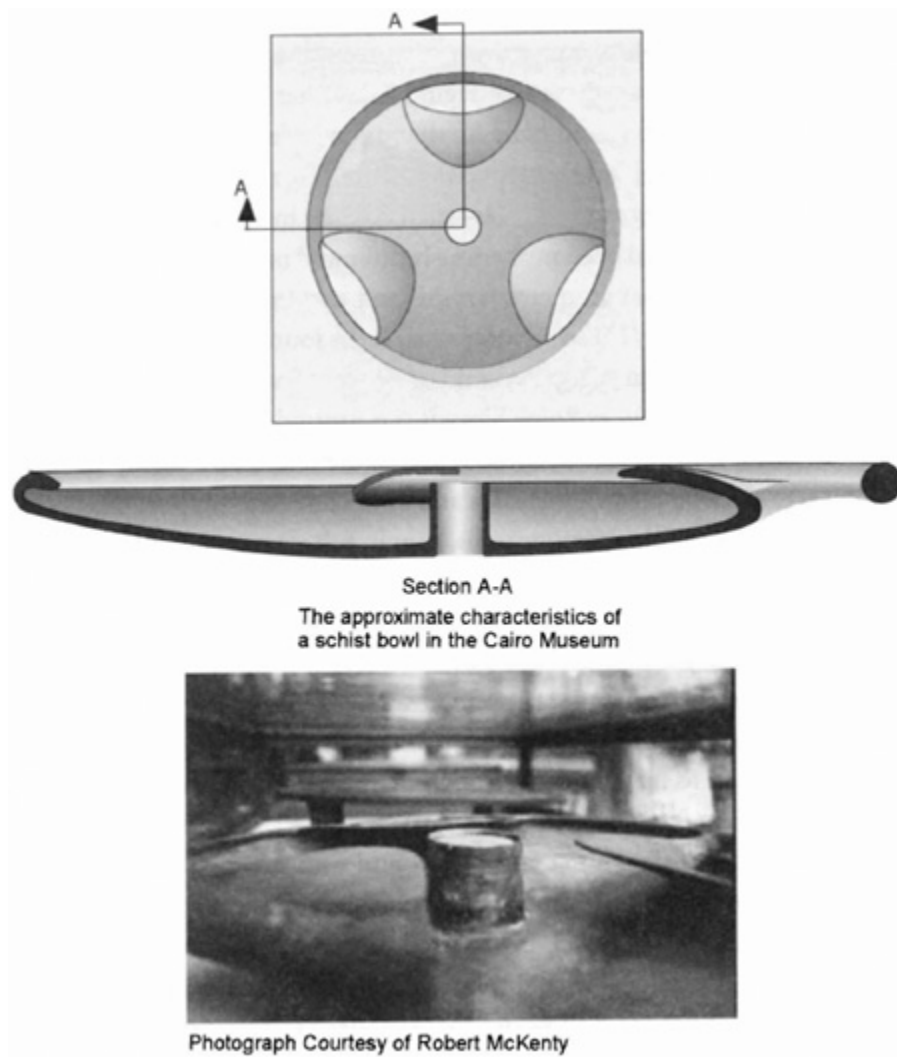 A
A
Section A-A
The approximate characteristics of
a schist bowl in the Cairo Museum
Photograph Courtesy of Robert McKenty